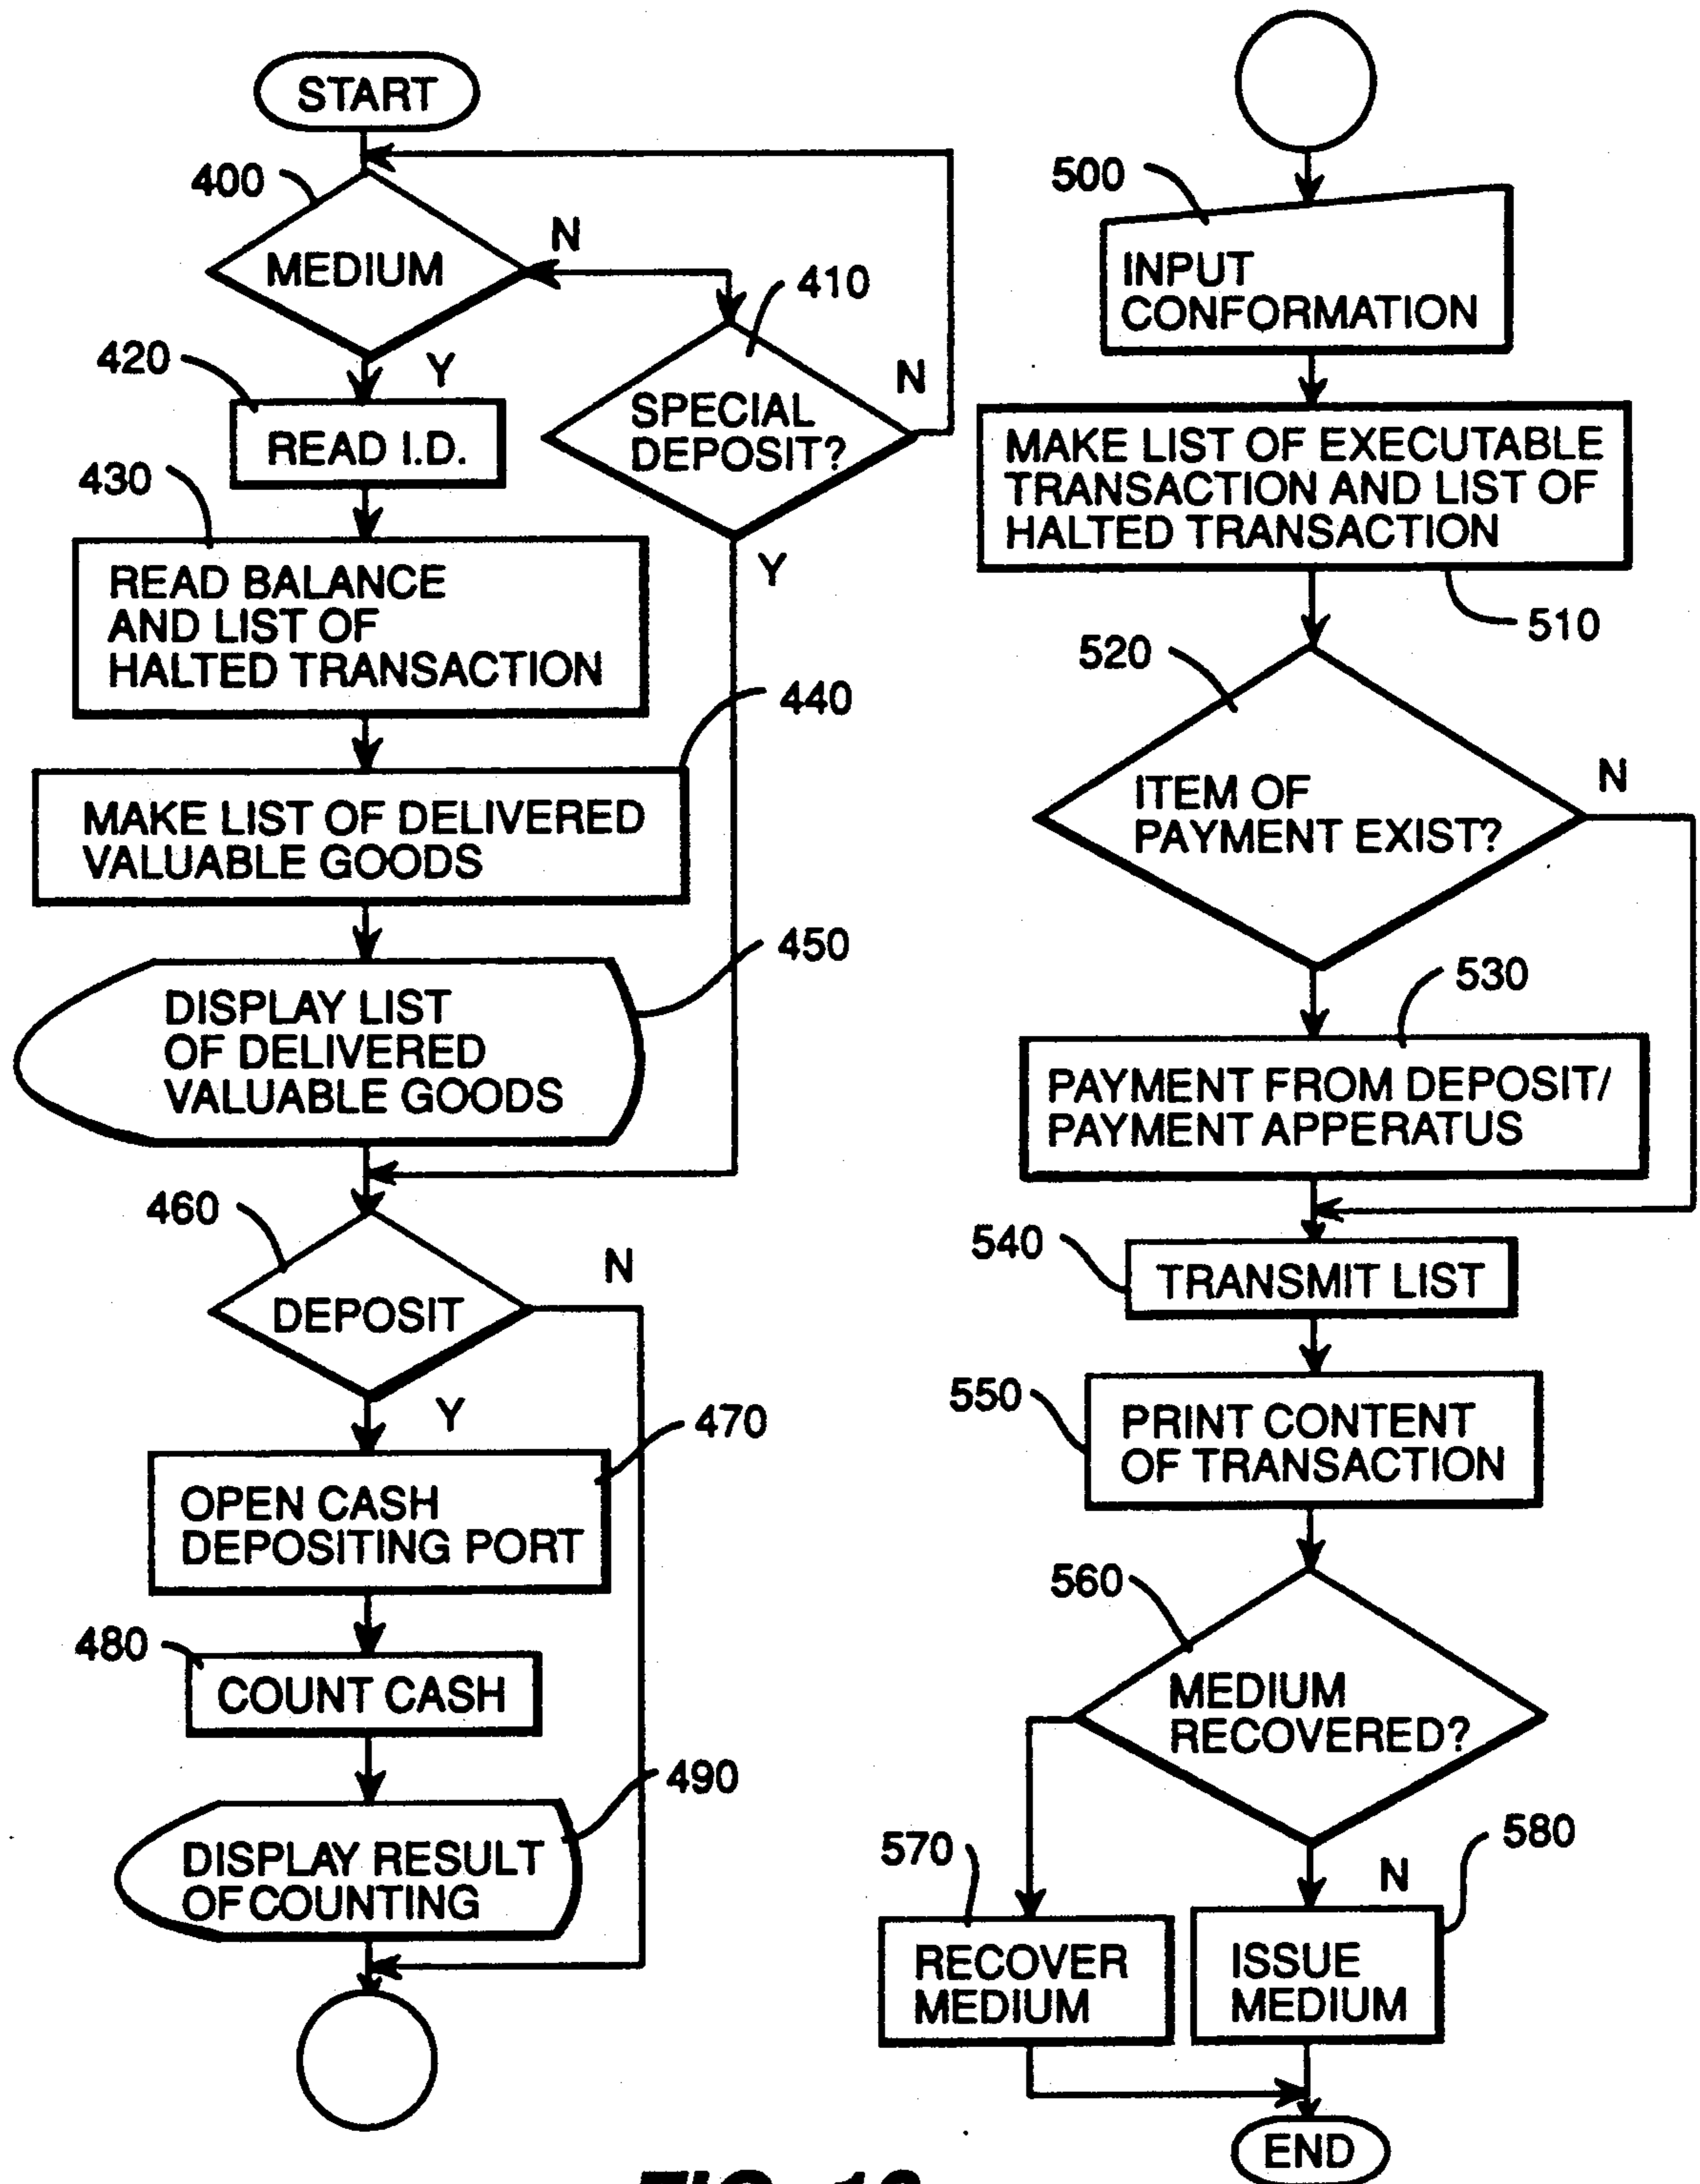 START
400
MEDIUM
N
410
420
Y
READ I.D.
SPECIAL
DEPOSIT?
N
Y
430
READ BALANCE
AND LIST OF
HALTED TRANSACTION
440
MAKE LIST OF DELIVERED
VALUABLE GOODS
450
DISPLAY LIST
OF DELIVERED
VALUABLE GOODS
460
DEPOSIT
N
Y
470
OPEN CASH
DEPOSITING PORT
480
COUNT CASH
490
DISPLAY RESULT
OF COUNTING
500
INPUT
CONFORMATION
MAKE LIST OF EXECUTABLE
TRANSACTION AND LIST OF
HALTED TRANSACTION
510
520
ITEM OF
PAYMENT EXIST?
N
530
PAYMENT FROM DEPOSIT/
PAYMENT APPERATUS
540
TRANSMIT LIST
550
PRINT CONTENT
OF TRANSACTION
560
MEDIUM
RECOVERED?
570
RECOVER
MEDIUM
N
580
ISSUE
MEDIUM
END